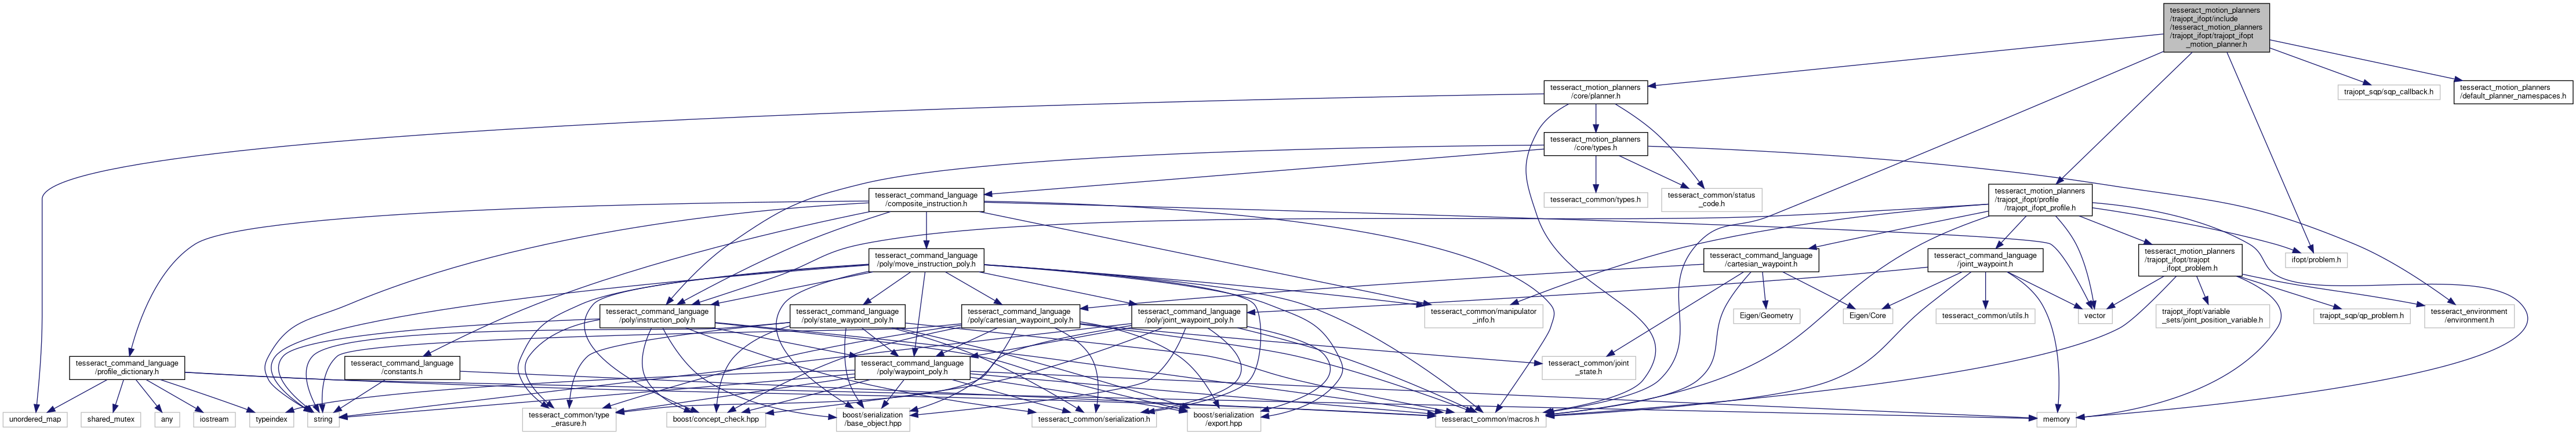 tesseract_motion_planners
/trajopt_ifopt/include
/tesseract_motion_planners
/trajopt_ifopt/trajopt_ifopt
_motion_planner.h
tesseract_motion_planners
/core/planner.h
trajopt_sqp/sqp_callback.h
tesseract_motion_planners
/default_planner_namespaces.h
tesseract_motion_planners
/core/types.h
tesseract_command_language
/composite_instruction.h
tesseract_common/types.h
tesseract_common/status
_code.h
tesseract_motion_planners
/trajopt_ifopt/profile
/trajopt_ifopt_profile.h
tesseract_command_language
/poly/move_instruction_poly.h
tesseract_command_language
/cartesian_waypoint.h
tesseract_command_language
/joint_waypoint.h
tesseract_motion_planners
/trajopt_ifopt/trajopt
_ifopt_problem.h
ifopt/problem.h
tesseract_command_language
/poly/instruction_poly.h
tesseract_command_language
/poly/state_waypoint_poly.h
tesseract_command_language
/poly/cartesian_waypoint_poly.h
tesseract_command_language
/poly/joint_waypoint_poly.h
tesseract_common/manipulator
_info.h
Eigen/Geometry
Eigen/Core
tesseract_common/utils.h
vector
trajopt_ifopt/variable
_sets/joint_position_variable.h
trajopt_sqp/qp_problem.h
tesseract_environment
/environment.h
tesseract_command_language
/profile_dictionary.h
tesseract_command_language
/constants.h
tesseract_command_language
/poly/waypoint_poly.h
tesseract_common/joint
_state.h
unordered_map
shared_mutex
any
iostream
typeindex
string
tesseract_common/type
_erasure.h
boost/concept_check.hpp
boost/serialization
/base_object.hpp
tesseract_common/serialization.h
boost/serialization
/export.hpp
tesseract_common/macros.h
memory